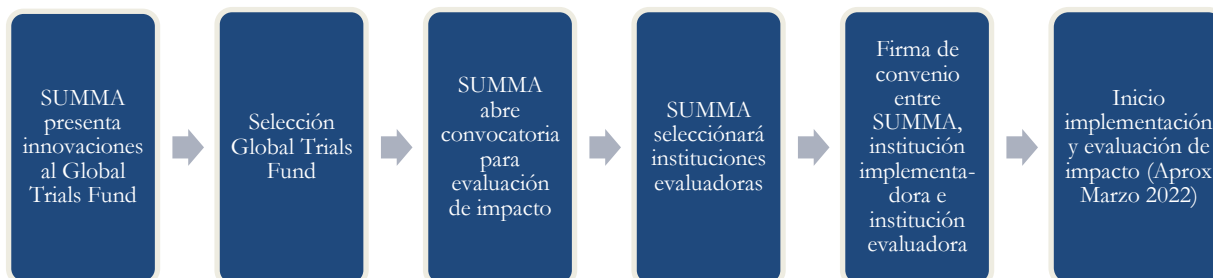 SUMMA
presenta
innovaciones
al Global
Trials Fund
Selección
Global Trials
Fund
SUMMA
abre
convocatoria
para
evaluación
de impacto
SUMMA
selecciónará
instituciones
evaluadoras
Firma de
convenio
entre
SUMMA,
institución
implementa-
dora e
institución
evaluadora
Inicio
implementación
y evaluación de
impacto (Aprox
Marzo 2022)